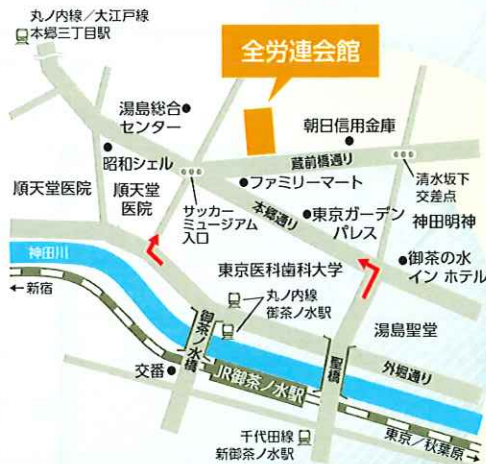 丸ノ内線／大江戸線
本郷三丁目駅
全労連会館
湯島総合
センター
朝日信用金庫
昭和シェル
蔵前橋通り
順天堂医院
順天堂
医院
サッカー
ミュージアム
入口
ファミリーマート
清水坂下
交差点
本郷通り
東京ガーデン
パレス
神田明神
神田川
東京医科歯科大学
御茶の水
イン ホテル
←新宿
丸ノ内線
御茶ノ水駅
御茶ノ水橋
湯島聖堂
聖橋
外堀通り
交番
JR御茶ノ水駅
東京／秋葉原→
千代田線
新御茶ノ水駅